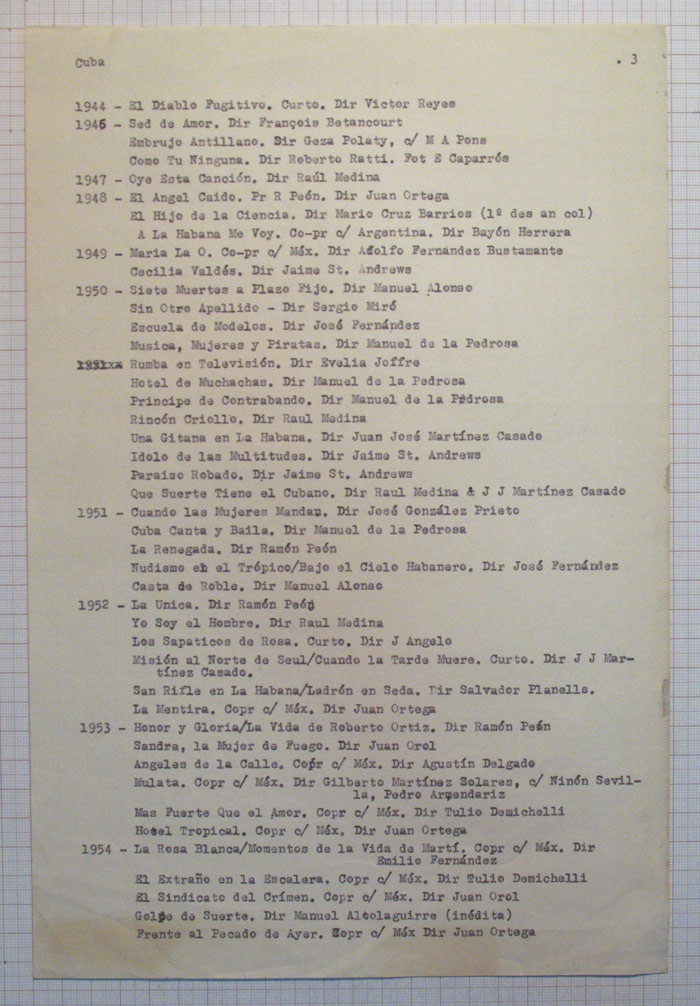 Cuba . 3
1944 - El Diablo Fugitivo. Curto. Dir Victor Reyes
1946 - Sed de Amor. Dir François Betancourt
Embrujo Antillano. Dir Geza Polaty, c/ M A Pons
Como Tu Ninguna. Dir Roberto Ratti. Fot E Caparrós
1947 - Oye Esta Canción. Dir Raúl Medina
1948 - El Angel Caido. Pr R Peón. Dir Juan Ortega
El Hijo de la Ciencia. Dir Mario Cruz Barrios (1º des an col)
A La Habana Me Voy. Co-pr c/ Argentina. Dir Bayón Herrera
1949 - Maria La O. Co-pr c/ Méx. Dir Adolfo Fernández Bustamante
Cecilia Valdés. Dir Jaime St. Andrews
1950 - Siete Muertes a Plazo Fijo. Dir Manuel Alonso
Sin Otro Apellido - Dir Sergio Miró
Escuela de Modelos. Dir José Fernández
Musica, Mujeres y Piratas. Dir Manuel de la Pedrosa
Rumba en Televisión. Dir Evelia Joffre
Hotel de Muchachas. Dir Manuel de la Pedrosa
Principe de Contrabando. Dir Manuel de la Pedrosa
Rincón Criollo. Dir Raul Medina
Una Gitana en La Habana. Dir Juan José Martínez Casado
Idolo de las Multitudes. Dir Jaime St. Andrews
Paraiso Robado. Dir Jaime St. Andrews
Que Suerte Tiene el Cubano. Dir Raul Medina & J J Martínez Casado
1951 - Cuando las Mujeres Mandan. Dir José González Prieto
Cuba Canta y Baila. Dir Manuel de la Pedrosa
La Renegada. Dir Ramón Peón
Nudismo en el Trópico/Bajo el Cielo Habanero. Dir José Fernández
Casta de Roble. Dir Manuel Alonso
1952 - La Unica. Dir Ramón Peón
Yo Soy el Hombre. Dir Raul Medina
Los Sapaticos de Rosa. Curto. Dir J Angelo
Misión al Norte de Seul/Cuando la Tarde Muere. Curto. Dir J J Mar-
tínez Casado.
San Rifle en La Habana/Ladrón en Seda. Dir Salvador Planells.
La Mentira. Copr c/ Méx. Dir Juan Ortega
1953 - Honor y Gloria/La Vida de Roberto Ortiz. Dir Ramón Peón
Sandra, la Mujer de Fuego. Dir Juan Orol
Angeles de la Calle. Copr c/ Méx. Dir Agustín Delgado
Mulata. Copr c/ Méx. Dir Gilberto Martínez Solares, c/ Ninón Sevil-
la, Pedro Armendariz
Mas Fuerte Que el Amor. Copr c/ Méx. Dir Tulio Demichelli
Hotel Tropical. Copr c/ Méx. Dir Juan Ortega
1954 - La Rosa Blanca/Momentos de la Vida de Martí. Copr c/ Méx. Dir
Emilio Fernández
El Extraño en la Escalera. Copr c/ Méx. Dir Tulio Demichelli
El Sindicato del Crímen. Copr c/ Méx. Dir Juan Orol
Golpe de Suerte. Dir Manuel Altolaguirre (inédita)
Frente al Pecado de Ayer. Copr c/ Méx Dir Juan Ortega